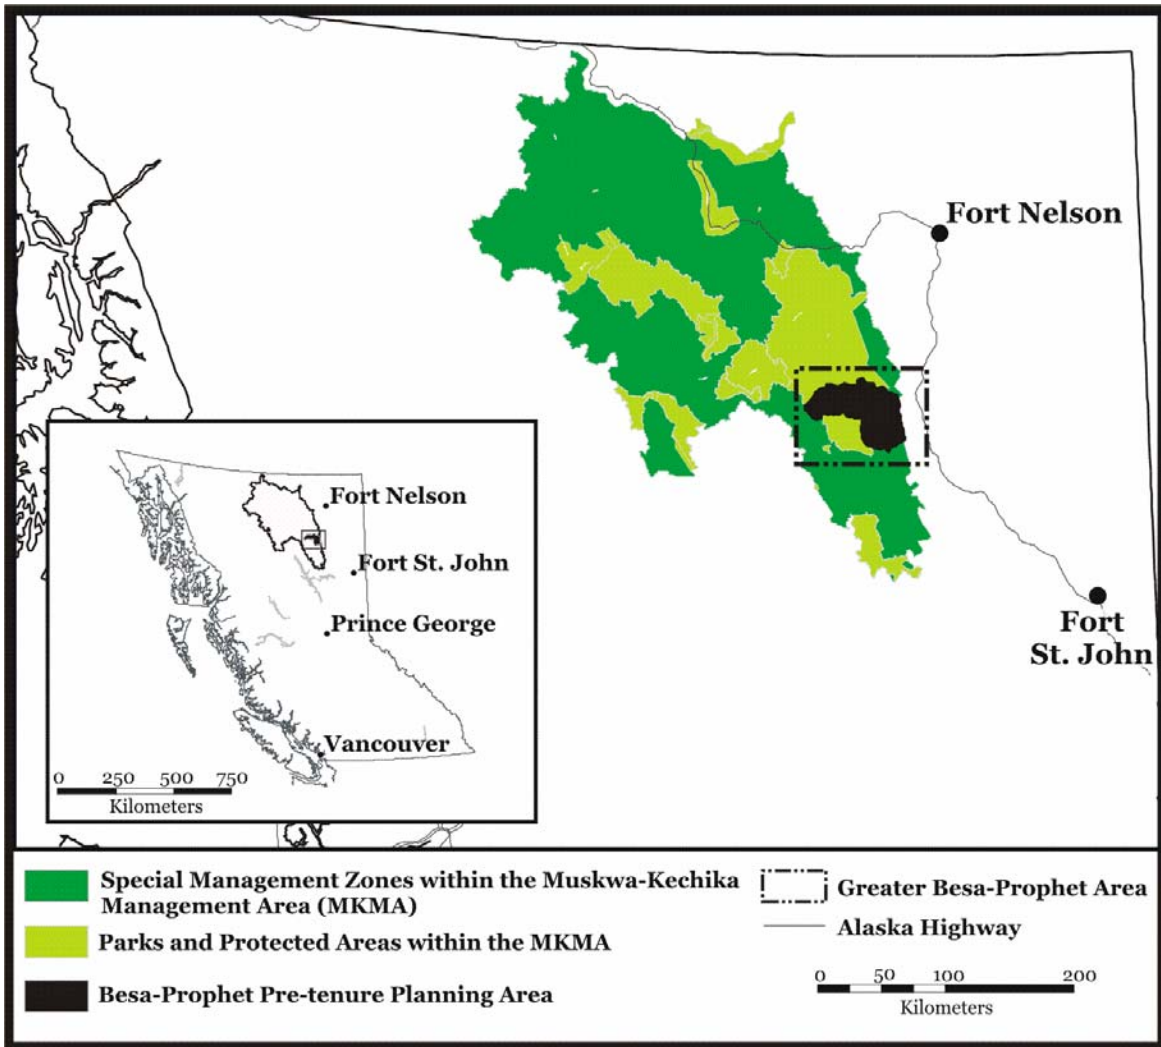 Fort Nelson
Fort
St. John
Fort Nelson
Fort St. John
Prince George
Vancouver
0 250 500 750
Kilometers
Special Management Zones within the Muskwa-Kechika
Management Area (MKMA)
Parks and Protected Areas within the MKMA
Besa-Prophet Pre-tenure Planning Area
Greater Besa-Prophet Area
Alaska Highway
0 50 100 200
Kilometers